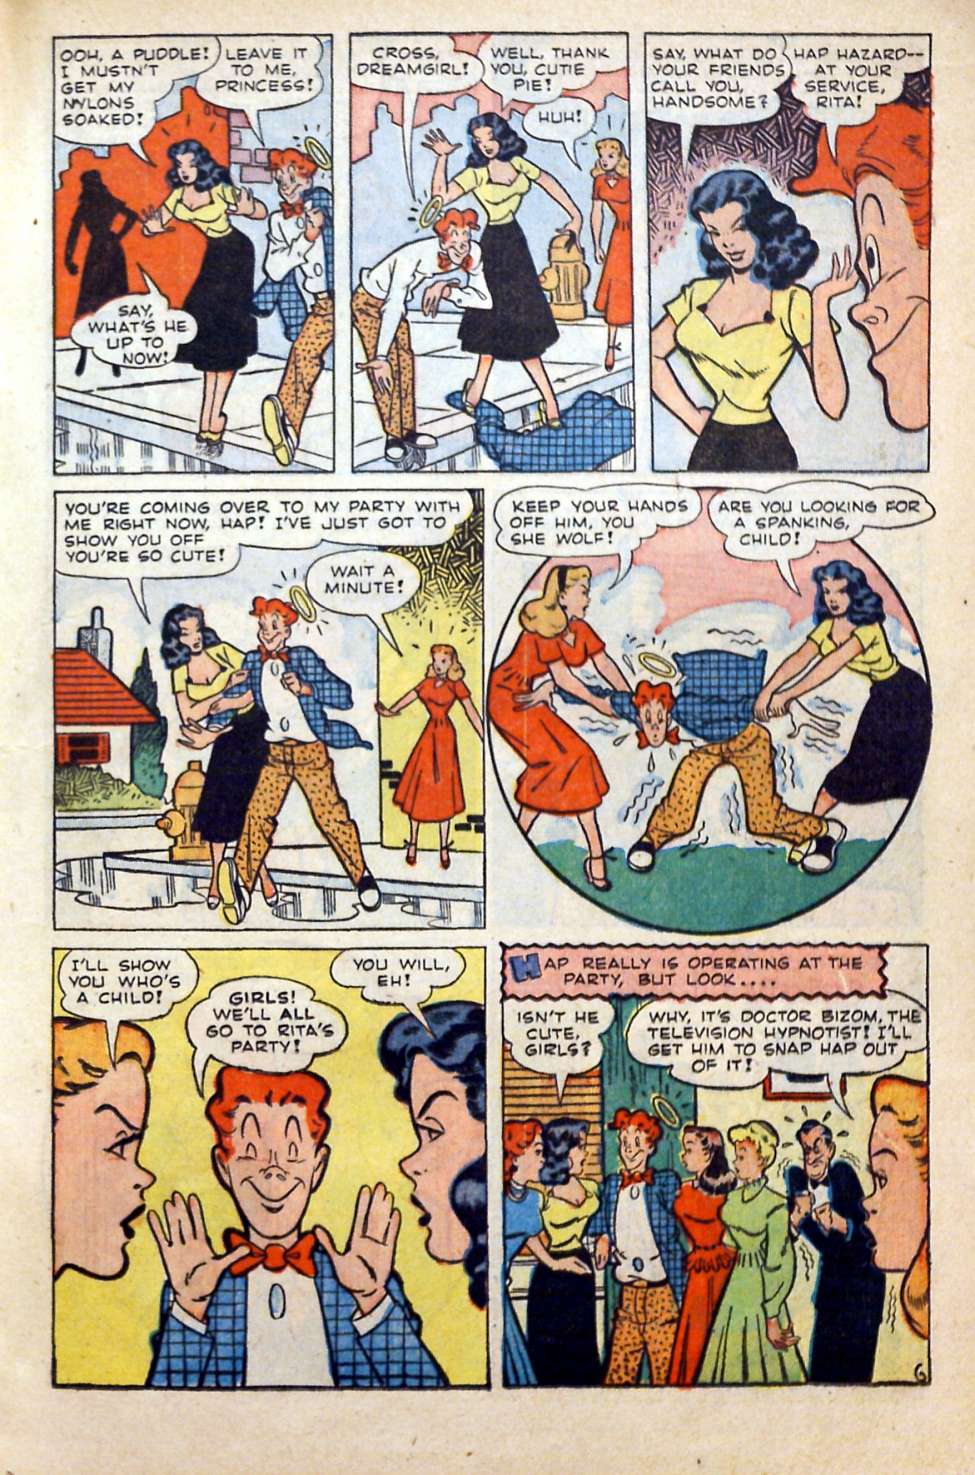 OOH, A PUDDLE!
I MUSTN'T
GET MY
NYLONS
SOAKED!
LEAVE IT
TO ME,
PRINCESS!
SAY,
WHAT'S HE
UP TO
NOW!
CROSS,
DREAMGIRL!
WELL, THANK
YOU, CUTIE
PIE!
HUH!
SAY, WHAT DO
YOUR FRIENDS
CALL YOU,
HANDSOME?
HAP HAZARD--
AT YOUR
SERVICE,
RITA!
YOU'RE COMING OVER TO MY PARTY WITH
ME RIGHT NOW, HAP! I'VE JUST GOT TO
SHOW YOU OFF
YOU'RE SO CUTE!
WAIT A
MINUTE!
KEEP YOUR HANDS
OFF HIM, YOU
SHE WOLF!
ARE YOU LOOKING FOR
A SPANKING,
CHILD!
I'LL SHOW
YOU WHO'S
A CHILD!
GIRLS!
WE'LL ALL
GO TO RITA'S
PARTY!
YOU WILL,
EH!
HAP REALLY IS OPERATING AT THE
PARTY, BUT LOOK....
ISN'T HE
CUTE,
GIRLS?
WHY, IT'S DOCTOR BIZOM, THE
TELEVISION HYPNOTIST! I'LL
GET HIM TO SNAP HAP OUT
OF IT!
6